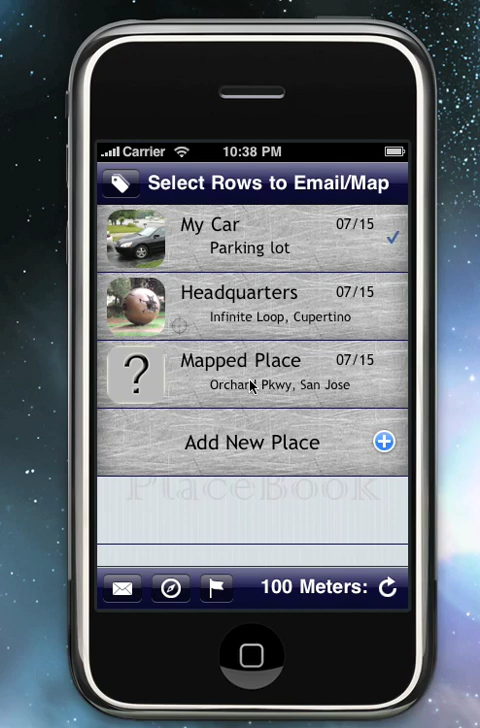 Carrier 10:38 PM
Select Rows to Email/Map
My Car 07/15
Parking lot
Headquarters 07/15
Infinite Loop, Cupertino
? Mapped Place 07/15
Orchard Pkwy, San Jose
Add New Place
PlaceBook
100 Meters: